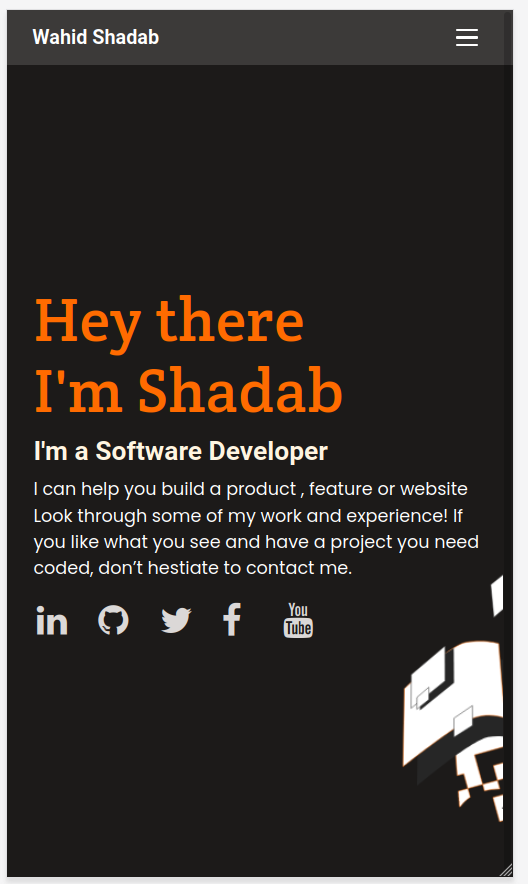 Wahid Shadab
Hey there
I'm Shadab
I'm a Software Developer
I can help you build a product , feature or website
Look through some of my work and experience! If
you like what you see and have a project you need
coded, don’t hestiate to contact me.
in
You
Tube